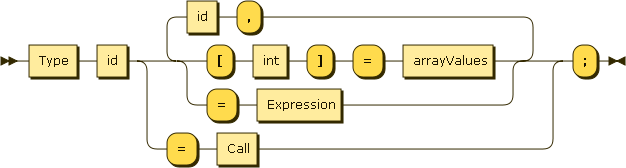 id ,
Type id [ int ] = arrayValues ;
= Expression
= Call